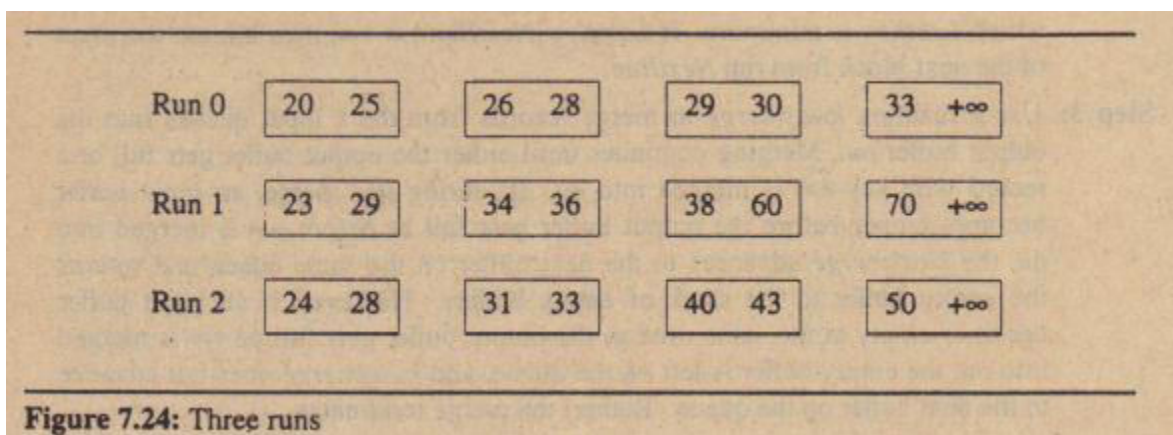 Run 0 20 25 26 28 29 30 33 +∞
Run 1 23 29 34 36 38 60 70 +∞
Run 2 24 28 31 33 40 43 50 +∞
Figure 7.24: Three runs